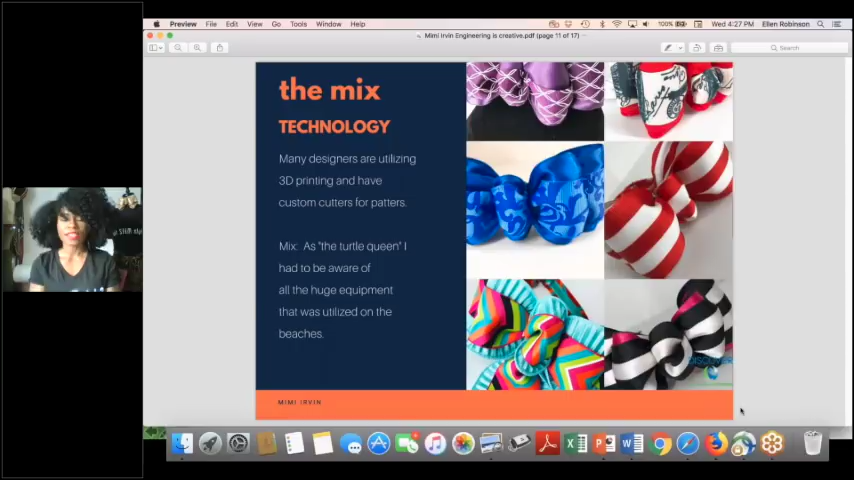 Preview File Edit View Go Tools Window Help
100% Wed 4:27 PM Ellen Robinson
Mimi Irvin Engineering is creative.pdf (page 11 of 17)
Search
the mix
TECHNOLOGY
Many designers are utilizing
3D printing and have
custom cutters for patters.
Mix: As "the turtle queen" I
had to be aware of
all the huge equipment
that was utilized on the
beaches.
DISCOVER
MIMI IRVIN